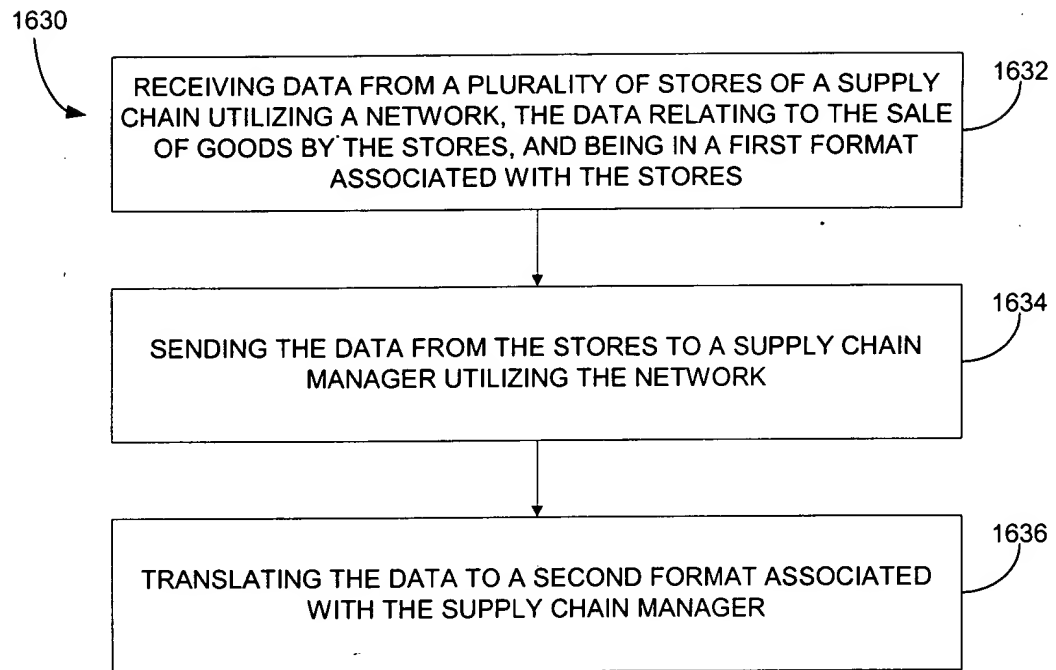 1630
RECEIVING DATA FROM A PLURALITY OF STORES OF A SUPPLY
CHAIN UTILIZING A NETWORK, THE DATA RELATING TO THE SALE
OF GOODS BY THE STORES, AND BEING IN A FIRST FORMAT
ASSOCIATED WITH THE STORES
1632
SENDING THE DATA FROM THE STORES TO A SUPPLY CHAIN
MANAGER UTILIZING THE NETWORK
1634
TRANSLATING THE DATA TO A SECOND FORMAT ASSOCIATED
WITH THE SUPPLY CHAIN MANAGER
1636